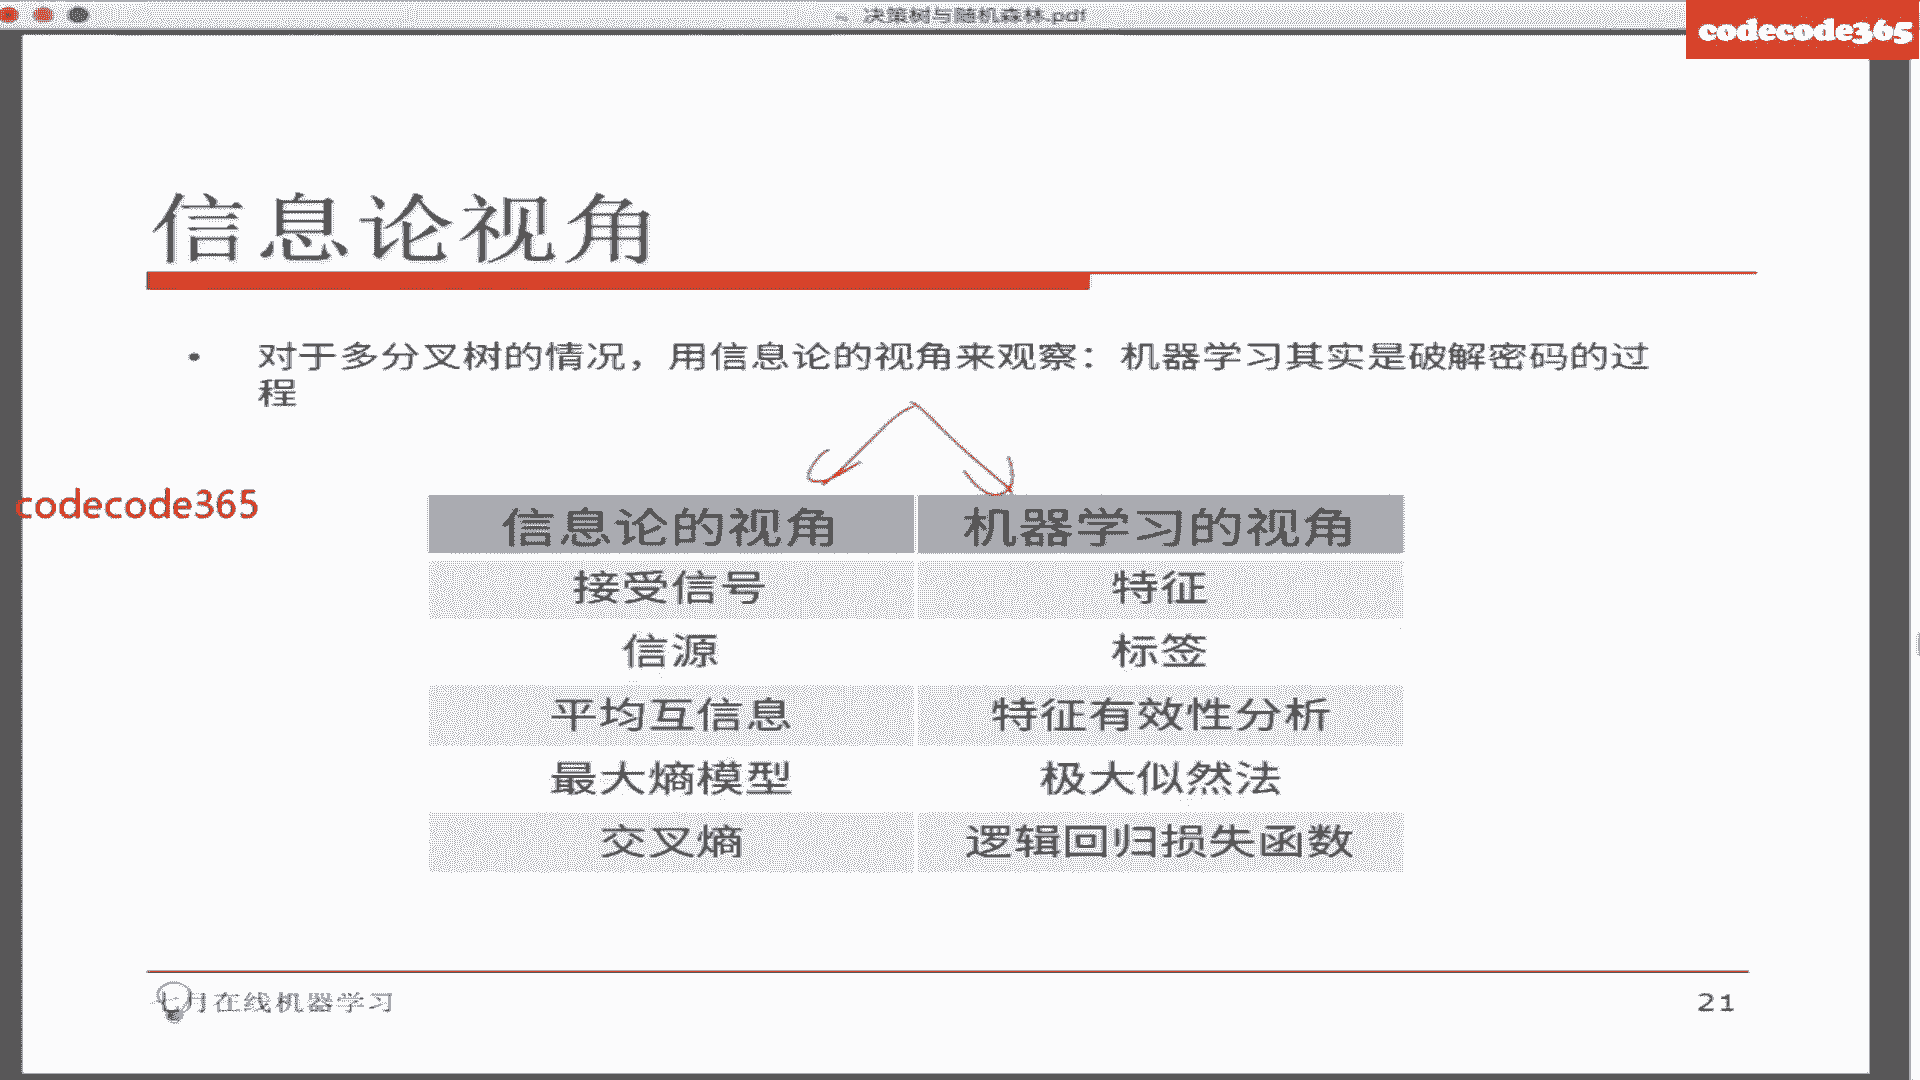 决策树与随机森林.pdf
codecode365
信息论视角
• 对于多分叉树的情况，用信息论的视角来观察：机器学习其实是破解密码的过
程
codecode365
信息论的视角 机器学习的视角
接受信号 特征
信源 标签
平均互信息 特征有效性分析
最大熵模型 极大似然法
交叉熵 逻辑回归损失函数
七月在线机器学习
21